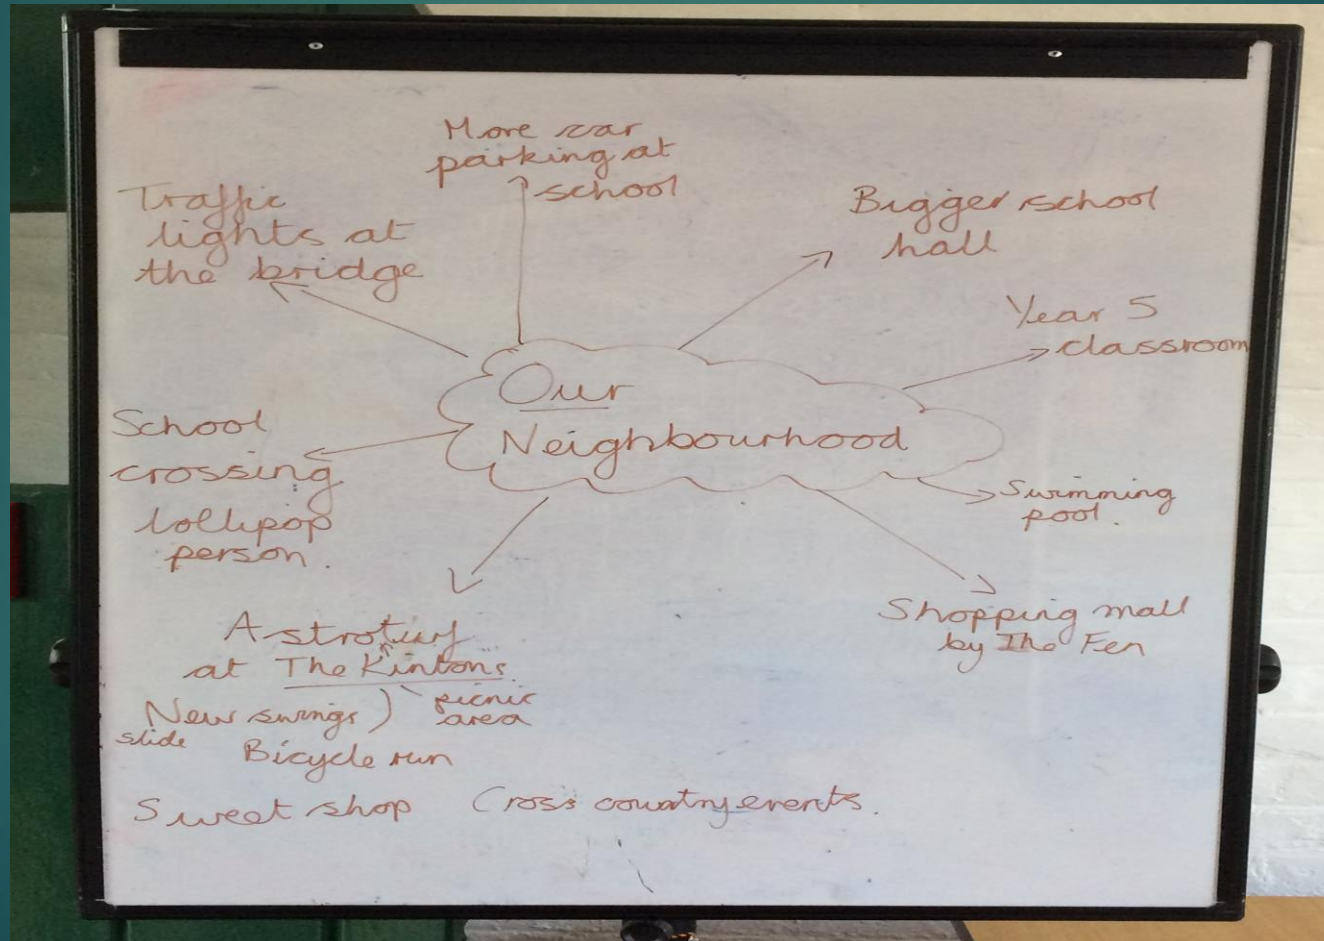 More car
parking at
school
Traffic
lights at
the bridge
Bigger school
hall
Year 5
classroom
Our
Neighbourhood
School
crossing
lollipop
person.
Swimming
pool.
Shopping mall
by The Fen
Astroturf
at The Kintons
New swings)
picnic
area
slide
Bicycle run
Sweet shop
Cross country events.